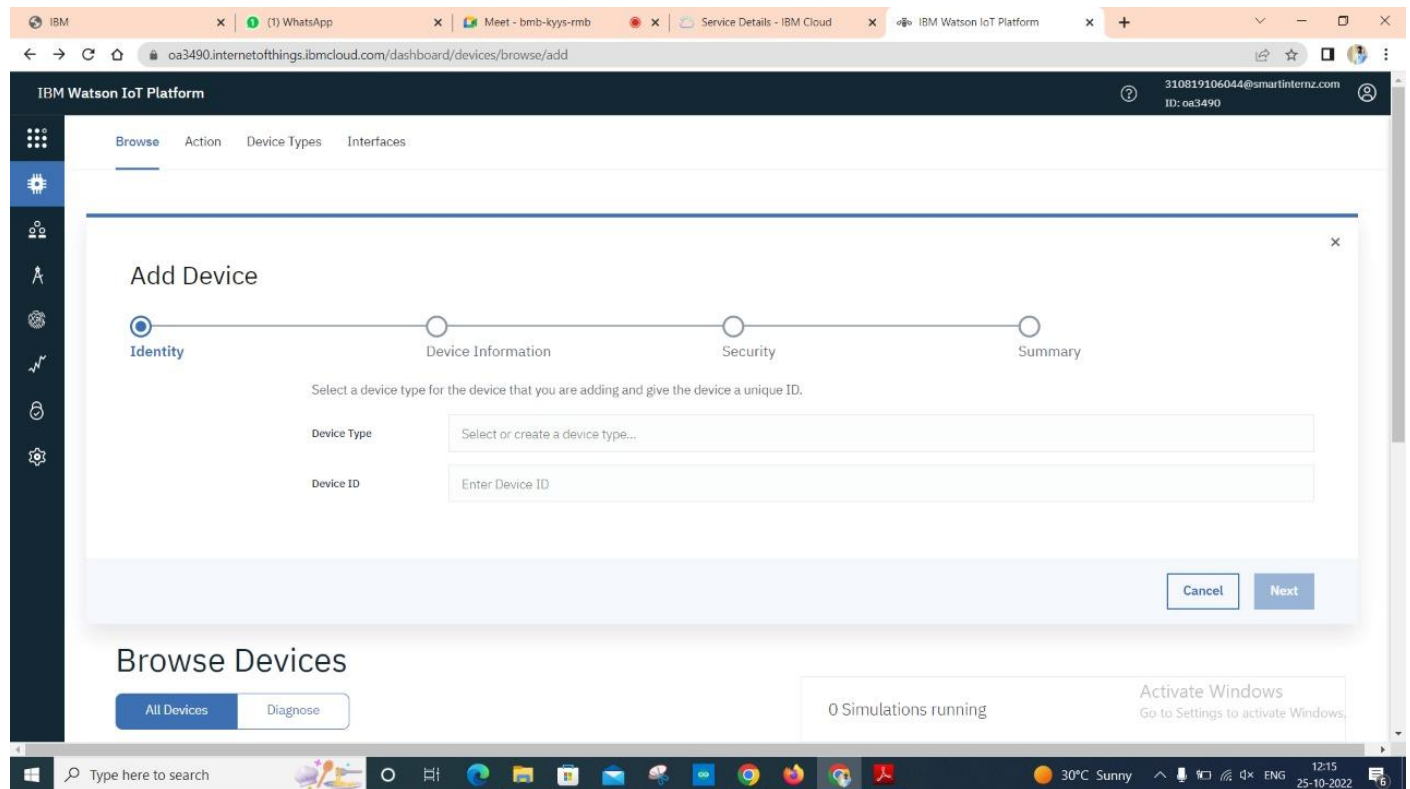 IBM
(1) WhatsApp
Meet - bmb-kyys-rmb
Service Details - IBM Cloud
IBM Watson IoT Platform
oa3490.internetofthings.ibmcloud.com/dashboard/devices/browse/add
IBM Watson IoT Platform
310819106044@smartinternz.com
ID: oa3490
Browse Action Device Types Interfaces
Add Device
Identity Device Information Security Summary
Select a device type for the device that you are adding and give the device a unique ID.
Device Type Select or create a device type...
Device ID Enter Device ID
Cancel Next
Browse Devices
All Devices Diagnose
0 Simulations running
Activate Windows
Go to Settings to activate Windows.
Type here to search
30°C Sunny
ENG
12:15
25-10-2022
6